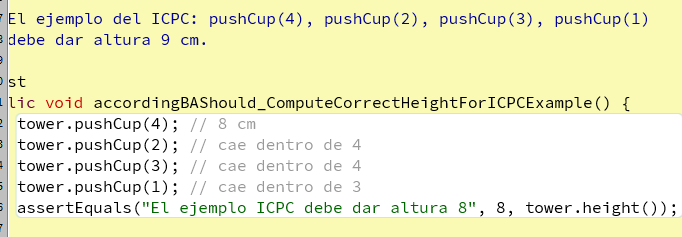 El ejemplo del ICPC: pushCup(4), pushCup(2), pushCup(3), pushCup(1)
debe dar altura 9 cm.
st
lic void accordingBAShould_ComputeCorrectHeightForICPCExample() {
tower.pushCup(4); // 8 cm
tower.pushCup(2); // cae dentro de 4
tower.pushCup(3); // cae dentro de 4
tower.pushCup(1); // cae dentro de 3
assertEquals("El ejemplo ICPC debe dar altura 8", 8, tower.height());